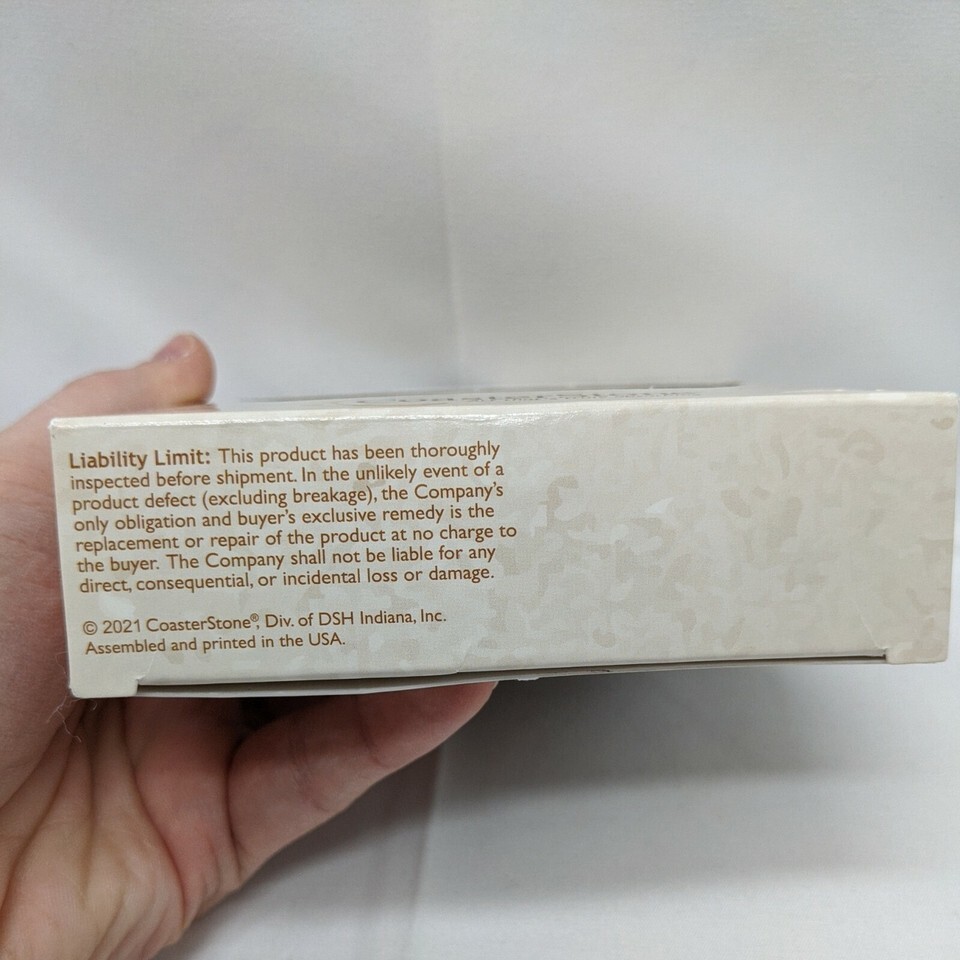 Liability Limit: This product has been thoroughly
inspected before shipment. In the unlikely event of a
product defect (excluding breakage), the Company's
only obligation and buyer's exclusive remedy is the
replacement or repair of the product at no charge to
the buyer. The Company shall not be liable for any
direct, consequential, or incidental loss or damage.
© 2021 CoasterStone®, Div. of DSH Indiana, Inc.
Assembled and printed in the USA.